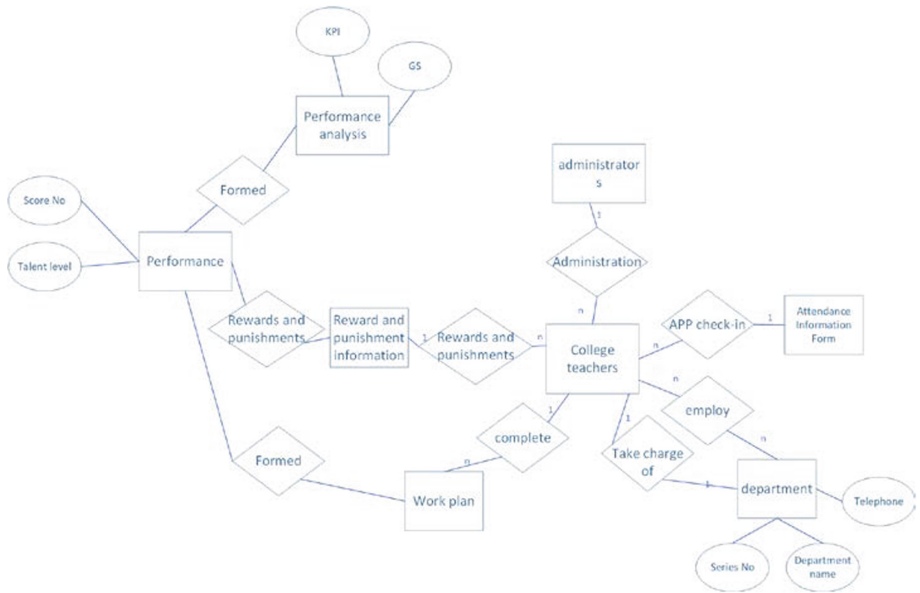 KPI
GS
Performance
analysis
administrator
s
Formed
1
Score No
Administration
Performance
Talent level
n
Rewards and
punishments
Reward and
punishment
information
1
Rewards and
punishments
n
College
teachers
n
APP check-in
1
Attendance
Information
Form
n
employ
n
1
complete
n
1
Take charge
of
1
Formed
Work plan
department
Telephone
Series No
Department
name